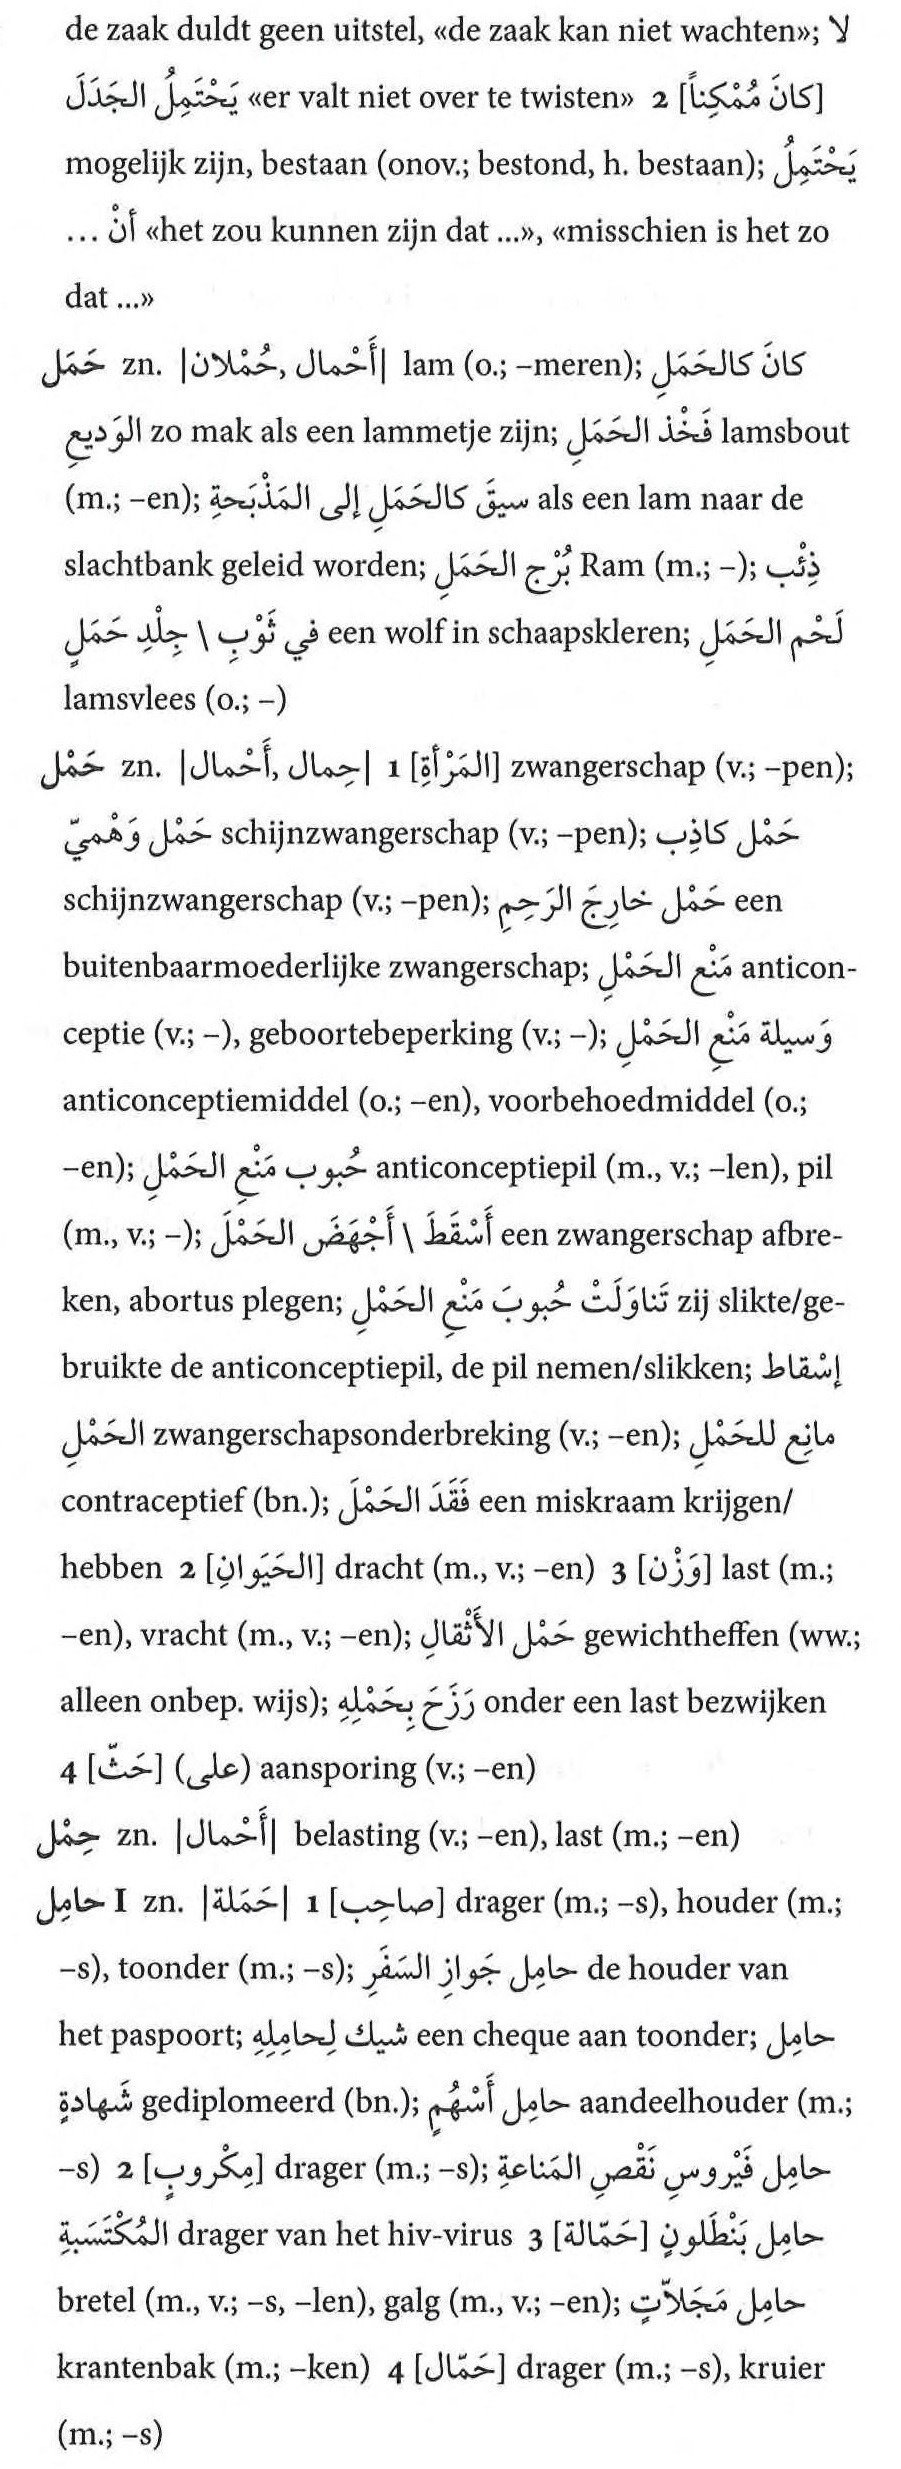 de zaak duldt geen uitstel, «de zaak kan niet wachten»; لا
يَحْتَمِلُ الجَدَلَ «er valt niet over te twisten» 2 [كانَ مُمْكِناً]
mogelijk zijn, bestaan (onov.; bestond, h. bestaan); يَحْتَمِلُ
أنْ ... «het zou kunnen zijn dat ...», «misschien is het zo
dat ...»
حَمَل zn. |أَحْمال, حُمْلان| lam (o.; –meren); كانَ كالحَمَلِ
الوَديعِ zo mak als een lammetje zijn; فَخْذ الحَمَلِ lamsbout
(m.; –en); سيقَ كالحَمَلِ إلى المَذْبَحةِ als een lam naar de
slachtbank geleid worden; بُرْج الحَمَلِ Ram (m.; –); ذِئْب
في ثَوْبِ \ جِلْدِ حَمَلٍ een wolf in schaapskleren; لَحْم الحَمَلِ
lamsvlees (o.; –)
حَمْل zn. |حِمال, أَحْمال| 1 [المَرْأةِ] zwangerschap (v.; –pen);
حَمْل وَهْميّ schijnzwangerschap (v.; –pen); حَمْل كاذِب
schijnzwangerschap (v.; –pen); حَمْل خارِجَ الرَحِمِ een
buitenbaarmoederlijke zwangerschap; مَنْع الحَمْلِ anticon-
ceptie (v.; –), geboortebeperking (v.; –); وَسيلة مَنْعِ الحَمْلِ
anticonceptiemiddel (o.; –en), voorbehoedmiddel (o.;
–en); حُبوب مَنْعِ الحَمْلِ anticonceptiepil (m., v.; –len), pil
(m., v.; –); أَسْقَطَ \ أَجْهَضَ الحَمْلَ een zwangerschap afbre-
ken, abortus plegen; تَناوَلَتْ حُبوبَ مَنْعِ الحَمْلِ zij slikte/ge-
bruikte de anticonceptiepil, de pil nemen/slikken; إسْقاط
الحَمْلِ zwangerschapsonderbreking (v.; –en); مانِع للحَمْلِ
contraceptief (bn.); فَقَدَ الحَمْلَ een miskraam krijgen/
hebben 2 [الحَيَوانِ] dracht (m., v.; –en) 3 [وَزْن] last (m.;
–en), vracht (m., v.; –en); حَمْل الأَثْقالِ gewichtheffen (ww.;
alleen onbep. wijs); رَزَحَ بِحَمْلِهِ onder een last bezwijken
4 [حَثّ] (على) aansporing (v.; –en)
حِمْل zn. |أَحْمال| belasting (v.; –en), last (m.; –en)
حامِل I zn. |حَمَلة| 1 [صاحِب] drager (m.; –s), houder (m.;
–s), toonder (m.; –s); حامِل جَوازِ السَفَرِ de houder van
het paspoort; شيك لِحامِلِهِ een cheque aan toonder; حامِل
شَهادةٍ gediplomeerd (bn.); حامِل أَسْهُمٍ aandeelhouder (m.;
–s) 2 [مِكْروبٍ] drager (m.; –s); حامِل فَيْروسِ نَقْصِ المَناعةِ
المُكْتَسَبةِ drager van het hiv-virus 3 [حَمّالة] حامِل بَنْطَلونٍ
bretel (m., v.; –s, –len), galg (m., v.; –en); حامِل مَجَلاّتٍ
krantenbak (m.; –ken) 4 [حَمّال] drager (m.; –s), kruier
(m.; –s)